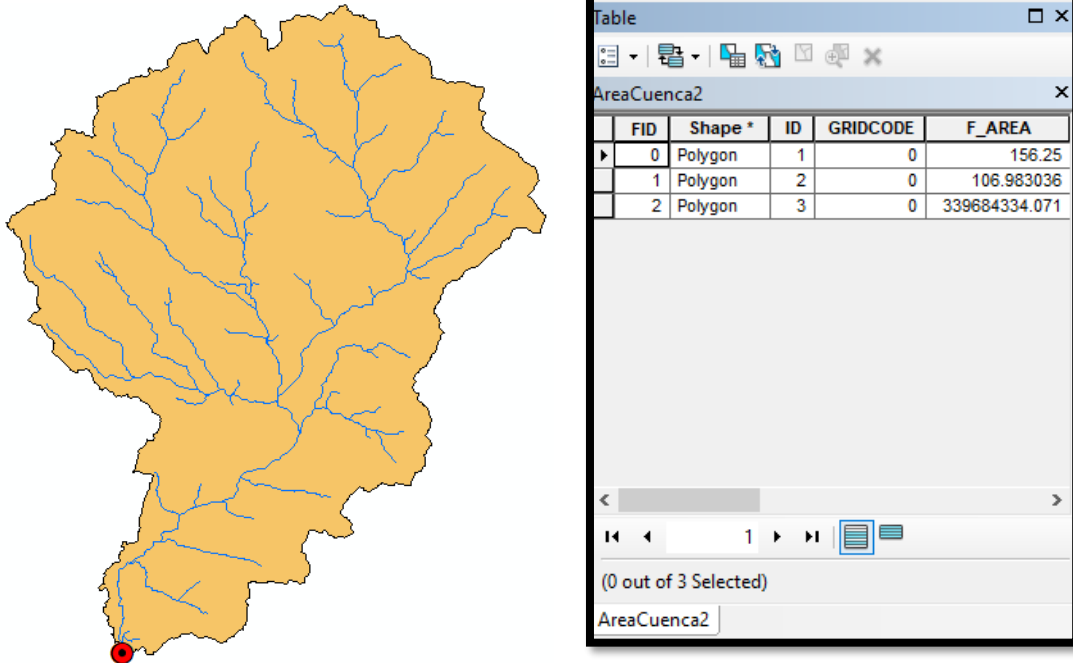 Table
AreaCuenca2
FID Shape * ID GRIDCODE F_AREA
0 Polygon 1 0 156.25
1 Polygon 2 0 106.983036
2 Polygon 3 0 339684334.071
1
(0 out of 3 Selected)
AreaCuenca2